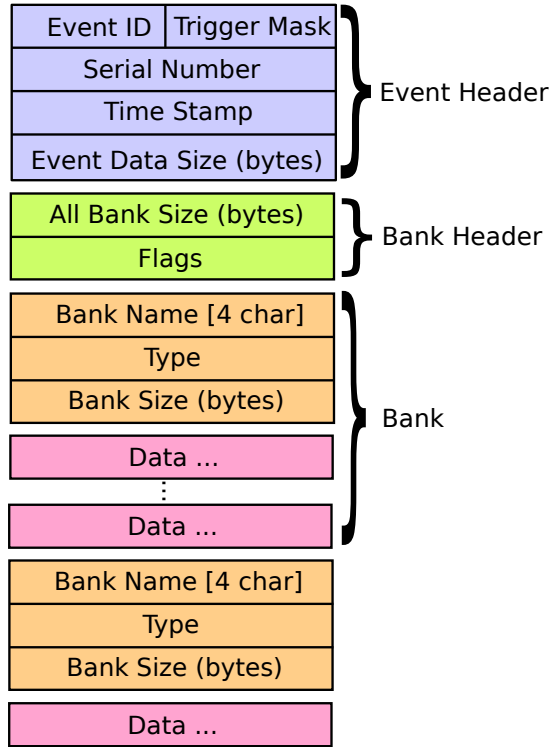 Event ID Trigger Mask
Serial Number
Time Stamp
Event Data Size (bytes)
Event Header
All Bank Size (bytes)
Flags
Bank Header
Bank Name [4 char]
Type
Bank Size (bytes)
Data ...
Data ...
Bank
Bank Name [4 char]
Type
Bank Size (bytes)
Data ...